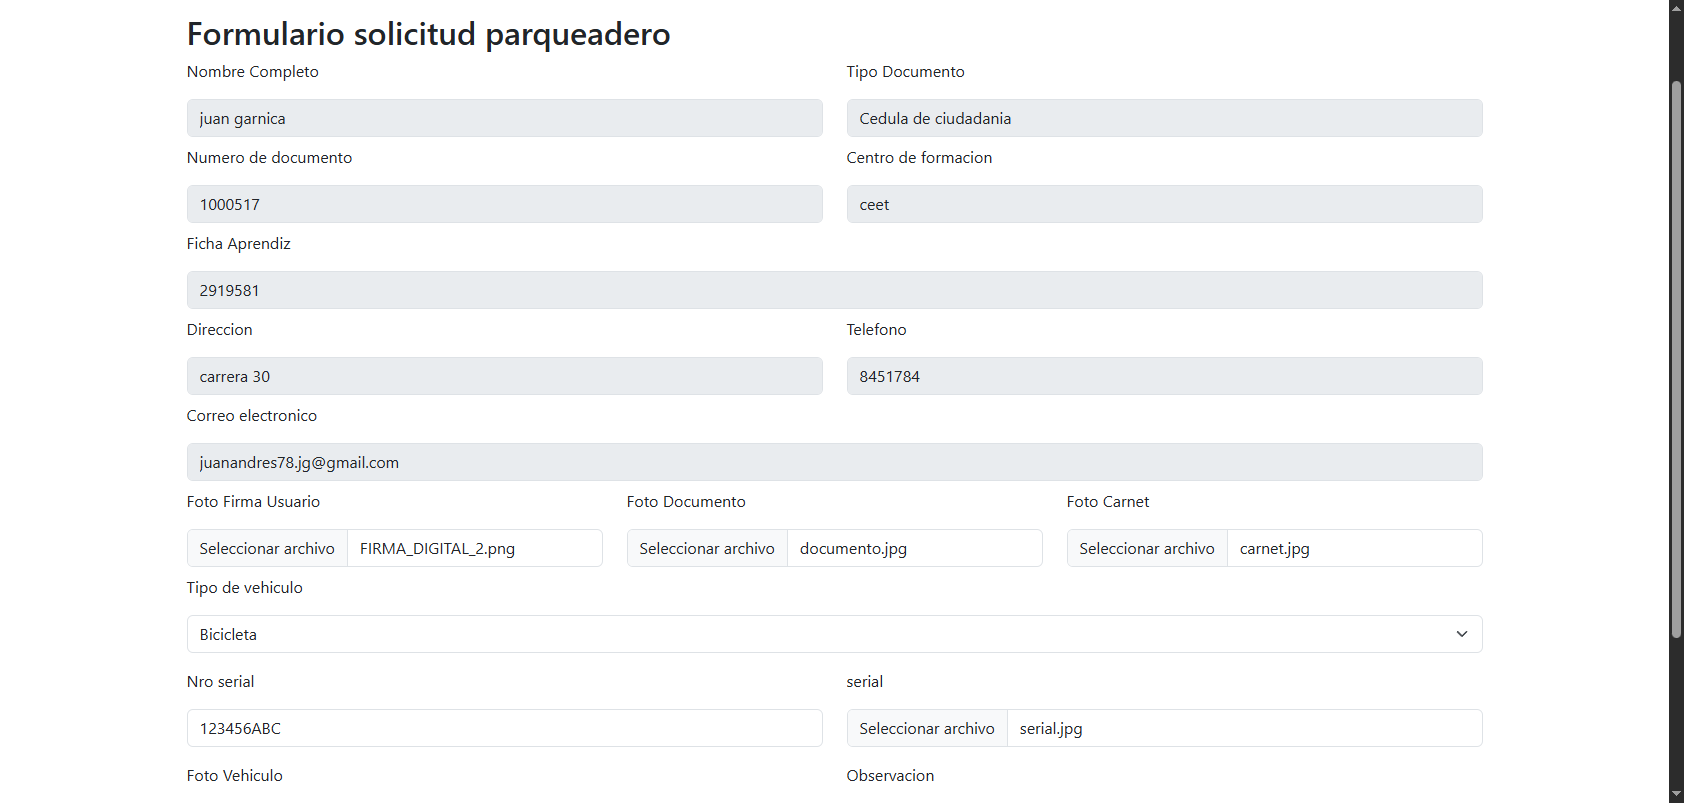 Formulario solicitud parqueadero
Nombre Completo
Tipo Documento
juan garnica
Cedula de ciudadania
Numero de documento
Centro de formacion
1000517
ceet
Ficha Aprendiz
2919581
Direccion
Telefono
carrera 30
8451784
Correo electronico
juanandres78.jg@gmail.com
Foto Firma Usuario
Foto Documento
Foto Carnet
Seleccionar archivo FIRMA_DIGITAL_2.png
Seleccionar archivo documento.jpg
Seleccionar archivo carnet.jpg
Tipo de vehiculo
Bicicleta
Nro serial
serial
123456ABC
Seleccionar archivo serial.jpg
Foto Vehiculo
Observacion